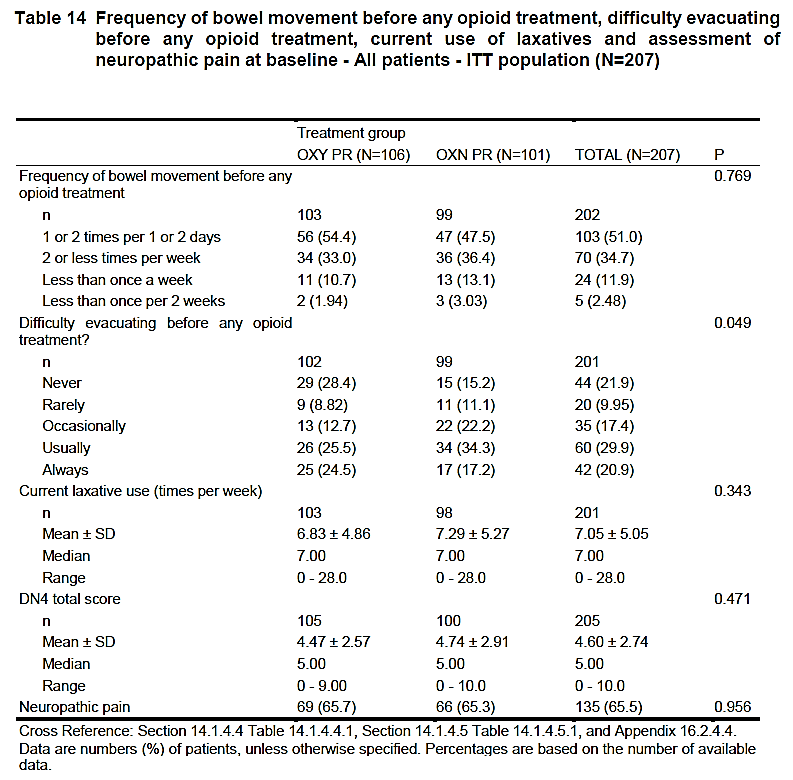 Table 14 Frequency of bowel movement before any opioid treatment, difficulty evacuating
before any opioid treatment, current use of laxatives and assessment of
neuropathic pain at baseline - All patients - ITT population (N=207)
Treatment group
OXY PR (N=106) OXN PR (N=101) TOTAL (N=207) P
Frequency of bowel movement before any 0.769
opioid treatment
n 103 99 202
1 or 2 times per 1 or 2 days 56 (54.4) 47 (47.5) 103 (51.0)
2 or less times per week 34 (33.0) 36 (36.4) 70 (34.7)
Less than once a week 11 (10.7) 13 (13.1) 24 (11.9)
Less than once per 2 weeks 2 (1.94) 3 (3.03) 5 (2.48)
Difficulty evacuating before any opioid 0.049
treatment?
n 102 99 201
Never 29 (28.4) 15 (15.2) 44 (21.9)
Rarely 9 (8.82) 11 (11.1) 20 (9.95)
Occasionally 13 (12.7) 22 (22.2) 35 (17.4)
Usually 26 (25.5) 34 (34.3) 60 (29.9)
Always 25 (24.5) 17 (17.2) 42 (20.9)
Current laxative use (times per week) 0.343
n 103 98 201
Mean ± SD 6.83 ± 4.86 7.29 ± 5.27 7.05 ± 5.05
Median 7.00 7.00 7.00
Range 0 - 28.0 0 - 28.0 0 - 28.0
DN4 total score 0.471
n 105 100 205
Mean ± SD 4.47 ± 2.57 4.74 ± 2.91 4.60 ± 2.74
Median 5.00 5.00 5.00
Range 0 - 9.00 0 - 10.0 0 - 10.0
Neuropathic pain 69 (65.7) 66 (65.3) 135 (65.5) 0.956
Cross Reference: Section 14.1.4.4 Table 14.1.4.4.1, Section 14.1.4.5 Table 14.1.4.5.1, and Appendix 16.2.4.4.
Data are numbers (%) of patients, unless otherwise specified. Percentages are based on the number of available
data.